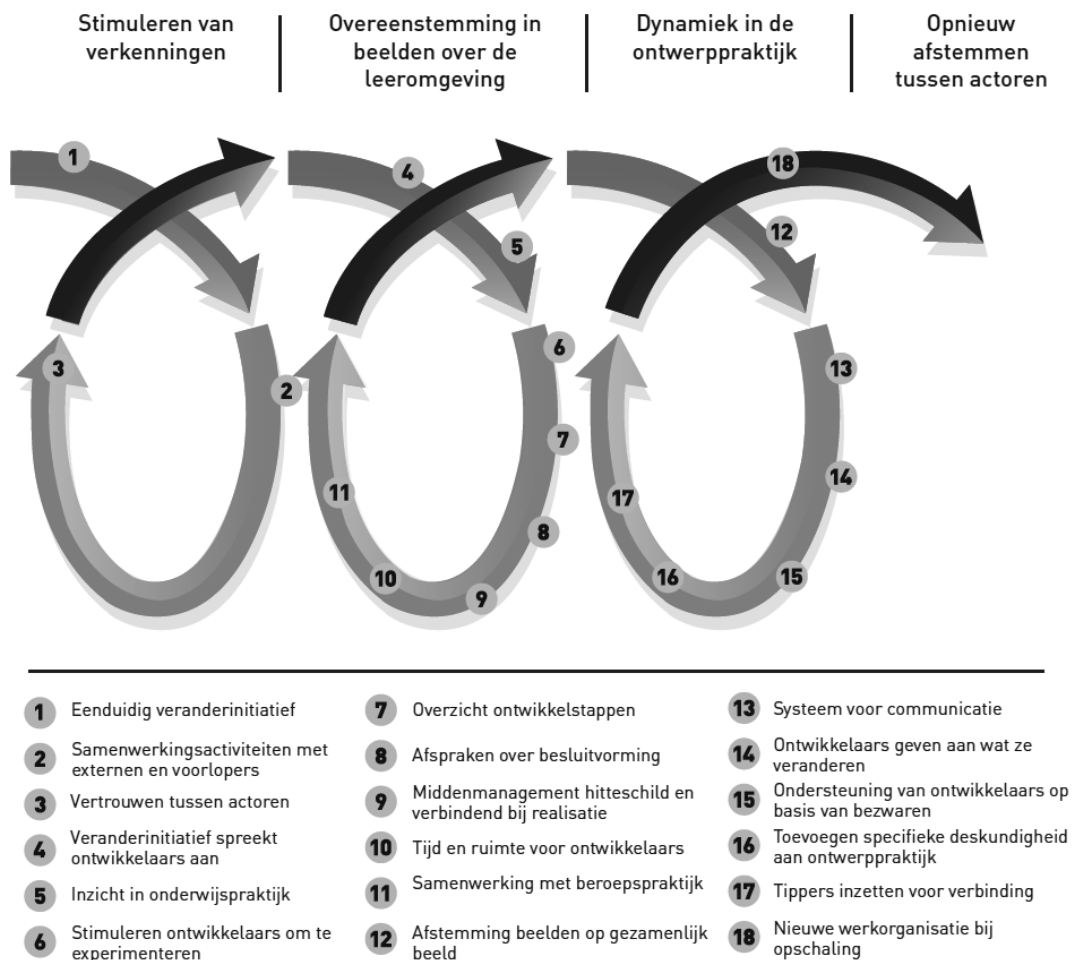 Stimuleren van
verkenningen
Overeenstemming in
beelden over de
leeromgeving
Dynamiek in de
ontwerppraktijk
Opnieuw
afstemmen
tussen actoren
1
2
3
4
5
6
7
8
9
10
11
12
13
14
15
16
17
18
1 Eenduidig veranderinitiatief
2 Samenwerkingsactiviteiten met
externen en voorlopers
3 Vertrouwen tussen actoren
4 Veranderinitiatief spreekt
ontwikkelaars aan
5 Inzicht in onderwijspraktijk
6 Stimuleren ontwikkelaars om te
experimenteren
7 Overzicht ontwikkelstappen
8 Afspraken over besluitvorming
9 Middenmanagement hitteschild en
verbindend bij realisatie
10 Tijd en ruimte voor ontwikkelaars
11 Samenwerking met beroepspraktijk
12 Afstemming beelden op gezamenlijk
beeld
13 Systeem voor communicatie
14 Ontwikkelaars geven aan wat ze
veranderen
15 Ondersteuning van ontwikkelaars op
basis van bezwaren
16 Toevoegen specifieke deskundigheid
aan ontwerppraktijk
17 Tippers inzetten voor verbinding
18 Nieuwe werkorganisatie bij
opschaling